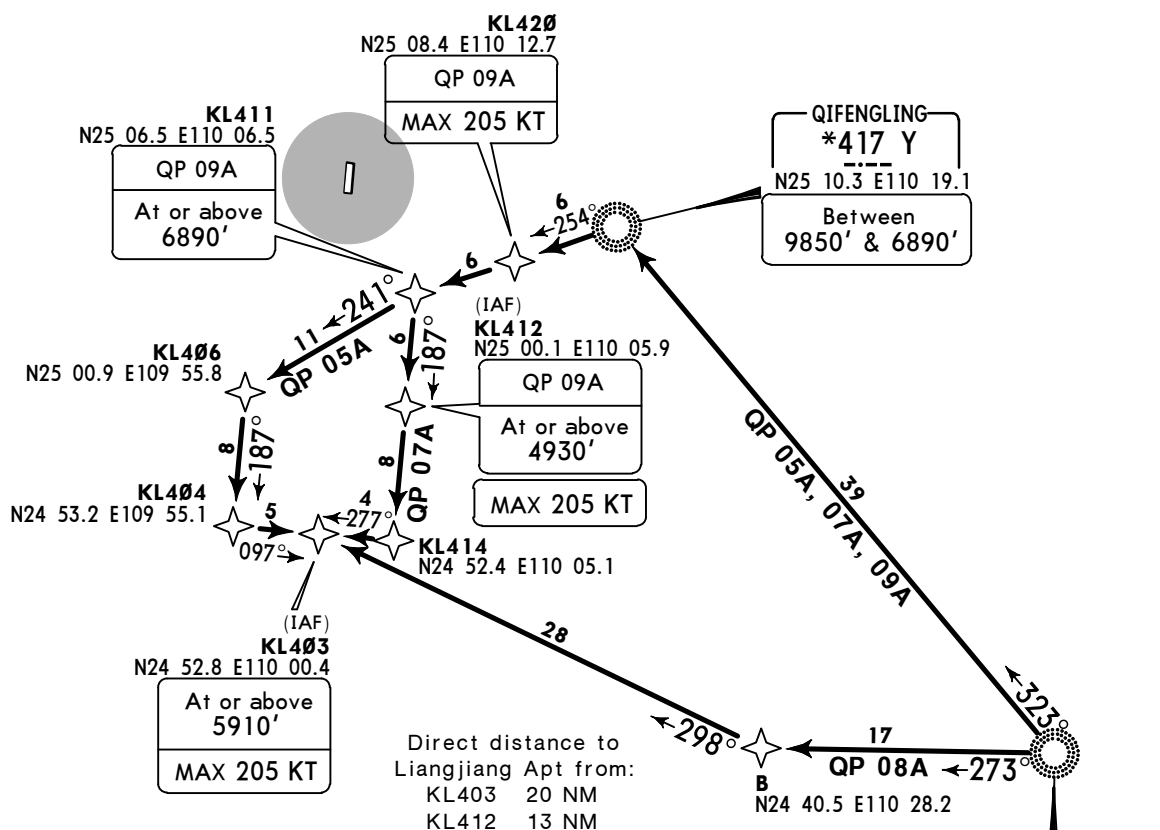 KL42Ø
N25 08.4 E110 12.7
QP 09A
MAX 205 KT
KL411
N25 06.5 E110 06.5
QP 09A
At or above
6890'
QIFENGLING
*417 Y
N25 10.3 E110 19.1
Between
9850' & 6890'
6
254°
6
241°
11
QP 05A
6
187°
(IAF)
KL412
N25 00.1 E110 05.9
QP 09A
At or above
4930'
MAX 205 KT
KL4Ø6
N25 00.9 E109 55.8
8
187°
8
QP 07A
KL4Ø4
N24 53.2 E109 55.1
5
097°
4
277°
KL414
N24 52.4 E110 05.1
QP 05A, 07A, 09A
39
323°
(IAF)
KL4Ø3
N24 52.8 E110 00.4
At or above
5910'
MAX 205 KT
28
298°
17
QP 08A
273°
B
N24 40.5 E110 28.2
Direct distance to
Liangjiang Apt from:
KL403 20 NM
KL412 13 NM